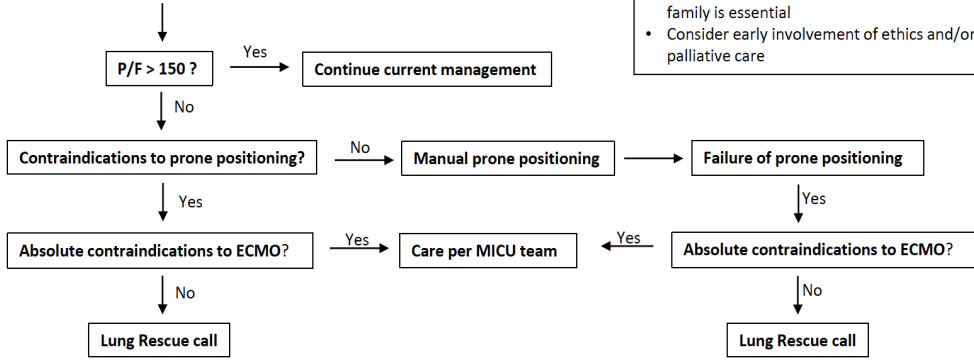 family is essential
• Consider early involvement of ethics and/or
palliative care
P/F > 150 ?
Yes
Continue current management
No
Contraindications to prone positioning?
No
Manual prone positioning
Failure of prone positioning
Yes
Yes
Absolute contraindications to ECMO?
Yes
Care per MICU team
Yes
Absolute contraindications to ECMO?
No
No
Lung Rescue call
Lung Rescue call